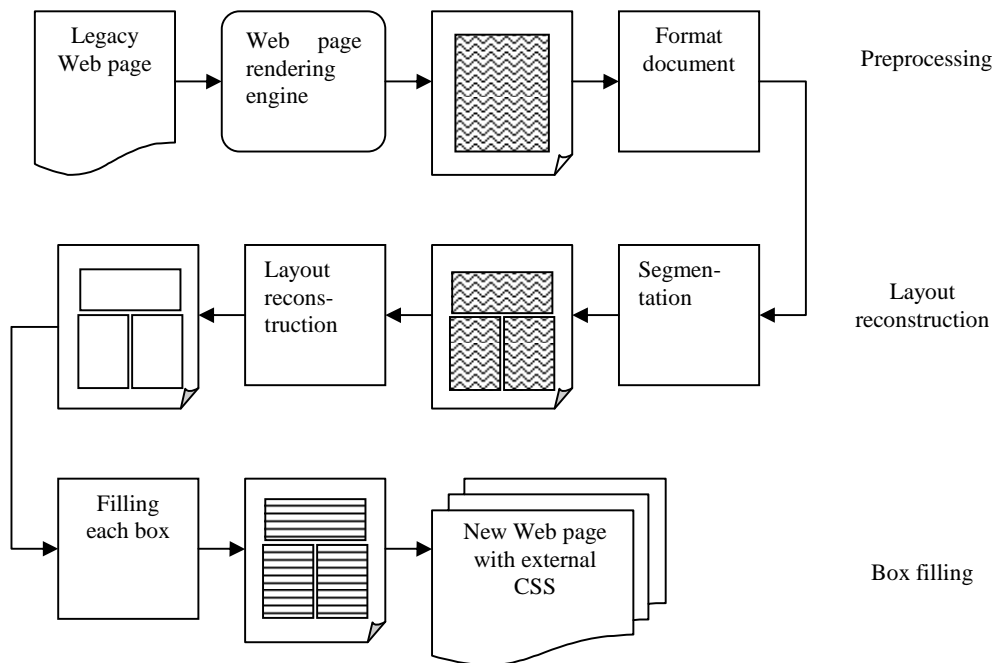 Legacy
Web page
Web page
rendering
engine
Format
document
Preprocessing
Segmen-
tation
Layout
recons-
truction
Layout
reconstruction
Filling
each box
New Web page
with external
CSS
Box filling